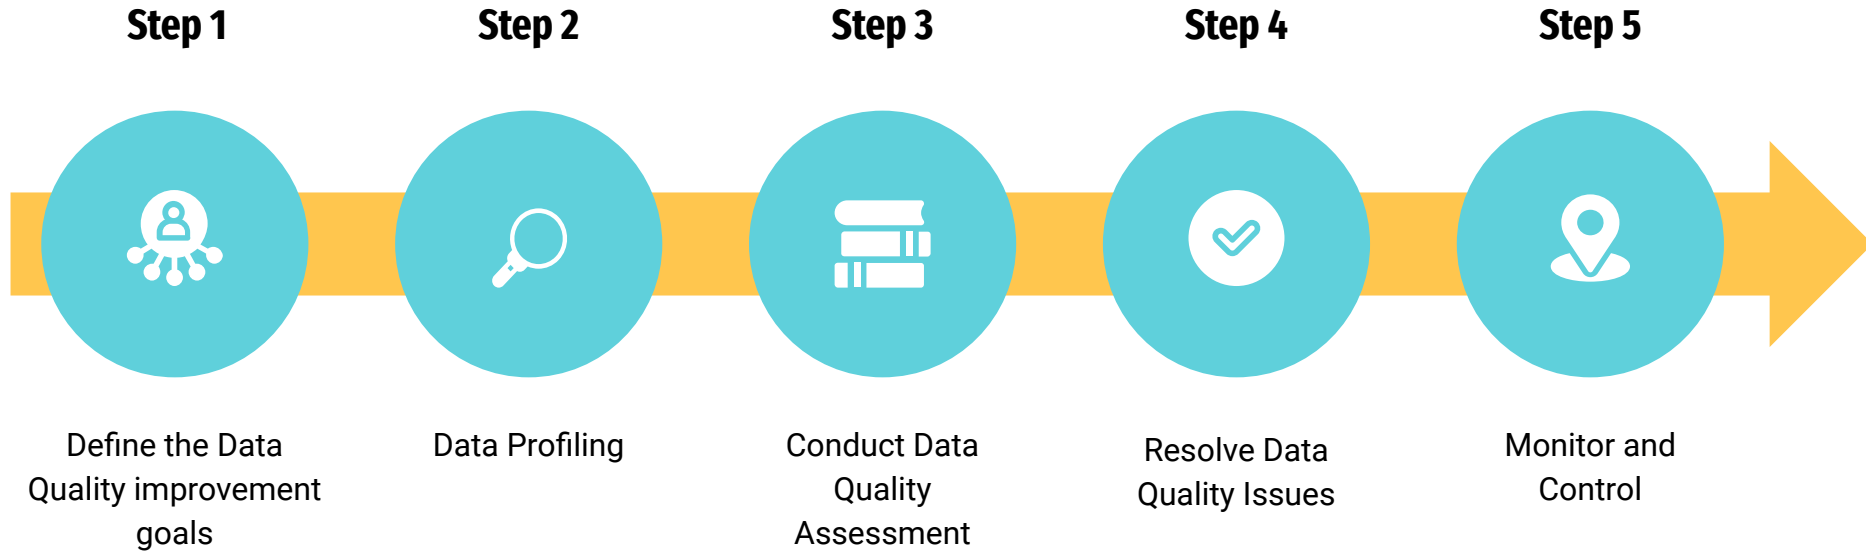 Step 1
Step 2
Step 3
Step 4
Step 5
Define the Data
Quality improvement
goals
Data Profiling
Conduct Data
Quality
Assessment
Resolve Data
Quality Issues
Monitor and
Control